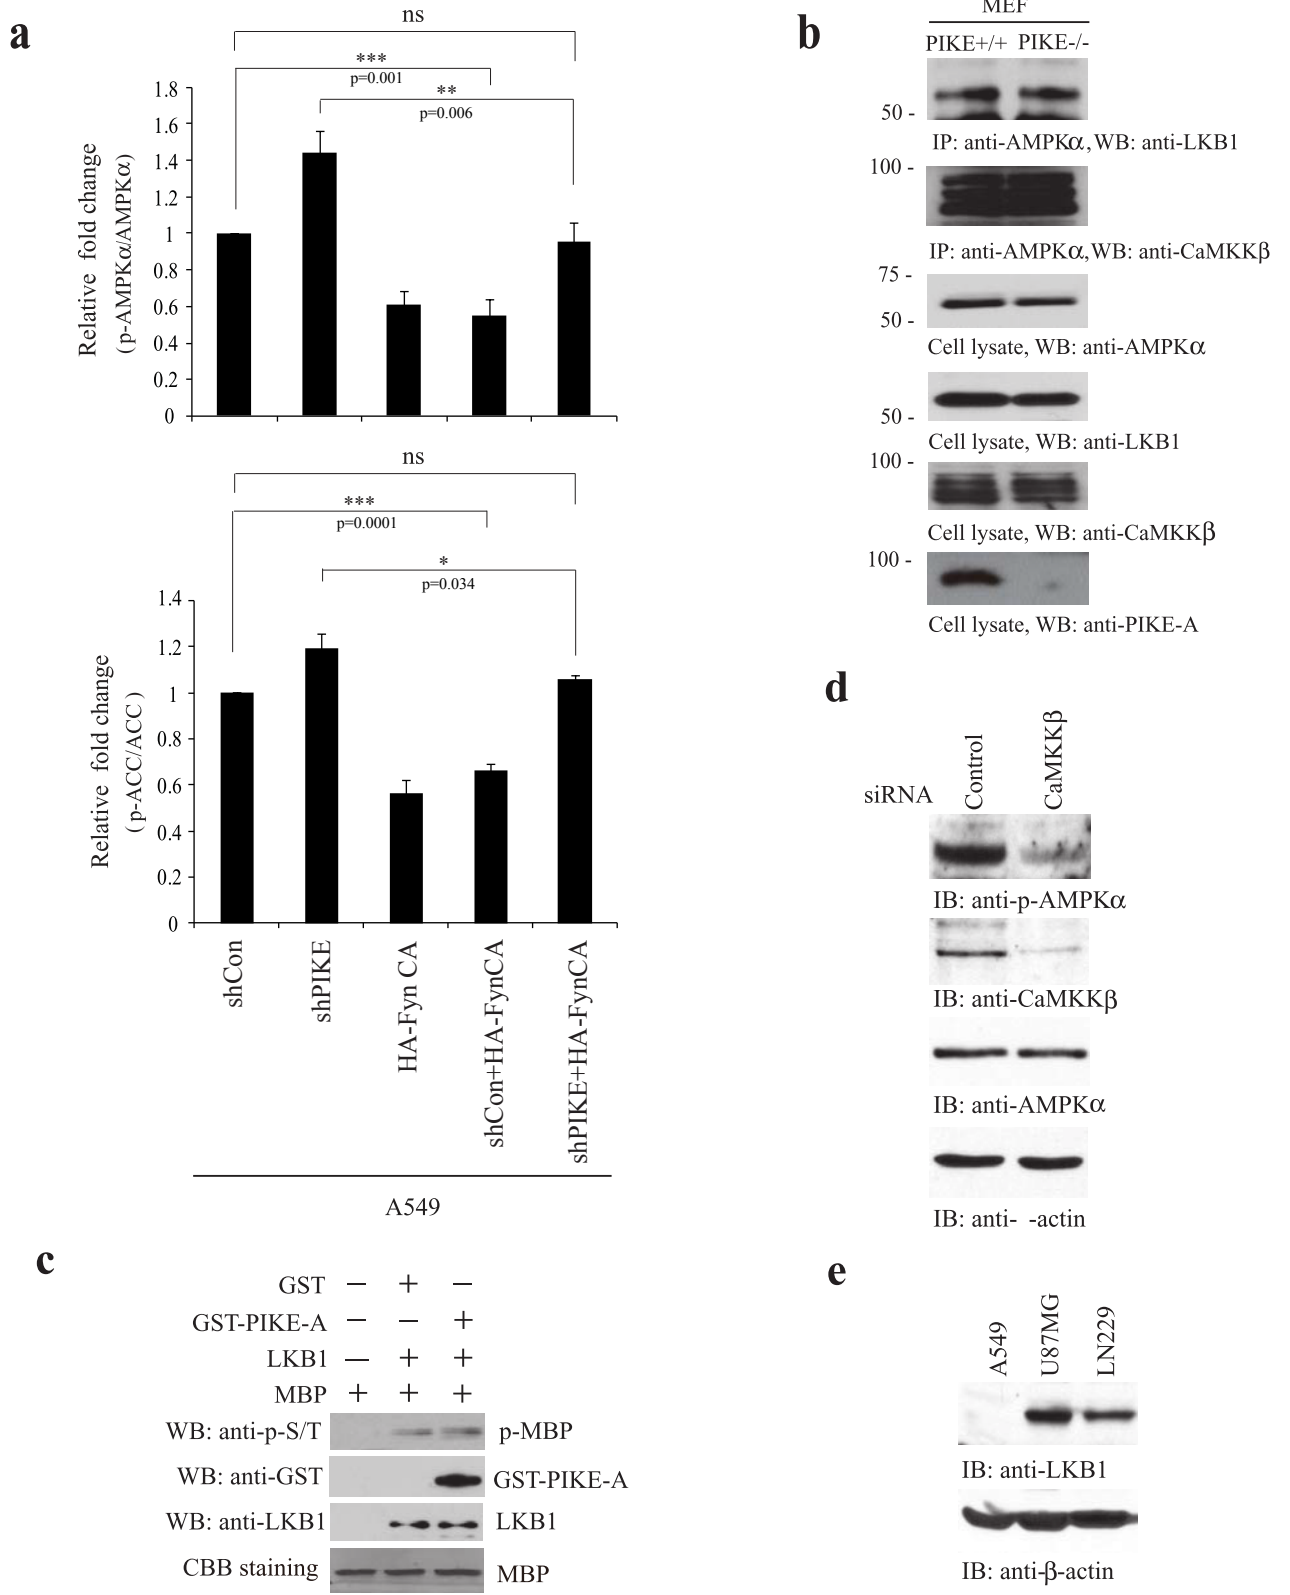 a
ns
***
p=0.001
**
p=0.006
Relative fold change
(p-AMPKα/AMPKα)
1.8
1.6
1.4
1.2
1
0.8
0.6
0.4
0.2
0
ns
***
p=0.0001
*
p=0.034
Relative fold change
(p-ACC/ACC)
1.4
1.2
1
0.8
0.6
0.4
0.2
0
shCon
shPIKE
HA-Fyn CA
shCon+HA-FynCA
shPIKE+HA-FynCA
A549
b
MEF
PIKE+/+ PIKE-/-
50 -
IP: anti-AMPKα, WB: anti-LKB1
100 -
IP: anti-AMPKα, WB: anti-CaMKKβ
75 -
50 -
Cell lysate, WB: anti-AMPKα
50 -
Cell lysate, WB: anti-LKB1
100 -
Cell lysate, WB: anti-CaMKKβ
100 -
Cell lysate, WB: anti-PIKE-A
c
GST − + −
GST-PIKE-A − − +
LKB1 − + +
MBP + + +
WB: anti-p-S/T p-MBP
WB: anti-GST GST-PIKE-A
WB: anti-LKB1 LKB1
CBB staining MBP
d
siRNA Control CaMKKβ
IB: anti-p-AMPKα
IB: anti-CaMKKβ
IB: anti-AMPKα
IB: anti- -actin
e
A549 U87MG LN229
IB: anti-LKB1
IB: anti-β-actin